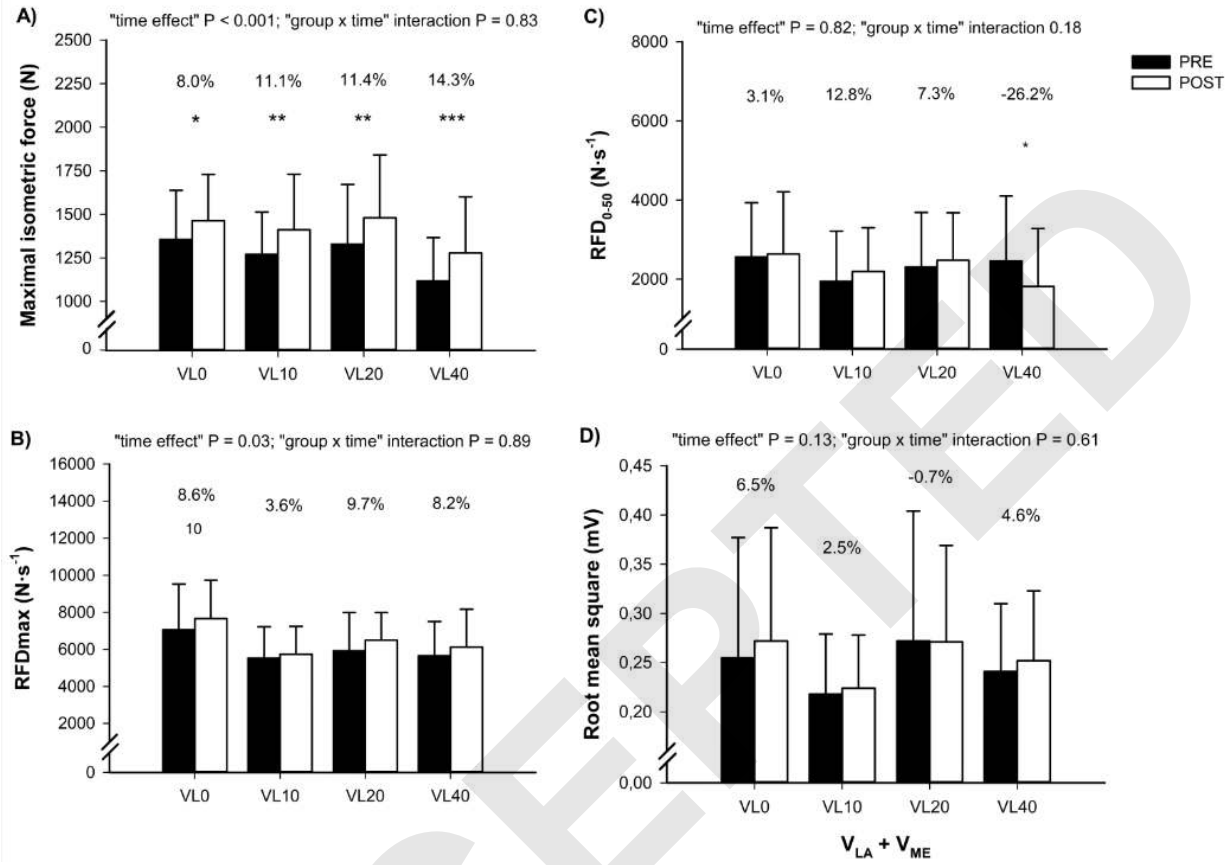 A)
"time effect" P < 0.001; "group x time" interaction P = 0.83
Maximal isometric force (N)
2500
2250
2000
1750
1500
1250
1000
0
8.0%
11.1%
11.4%
14.3%
*
**
**
***
VL0
VL10
VL20
VL40
C)
"time effect" P = 0.82; "group x time" interaction 0.18
RFD0-50 (N·s-1)
8000
6000
4000
2000
0
3.1%
12.8%
7.3%
-26.2%
*
VL0
VL10
VL20
VL40
PRE
POST
B)
"time effect" P = 0.03; "group x time" interaction P = 0.89
RFDmax (N·s-1)
16000
14000
12000
10000
8000
6000
4000
2000
0
8.6%
3.6%
9.7%
8.2%
10
VL0
VL10
VL20
VL40
D)
"time effect" P = 0.13; "group x time" interaction P = 0.61
Root mean square (mV)
0,45
0,40
0,35
0,30
0,25
0,20
0,00
6.5%
2.5%
-0.7%
4.6%
VL0
VL10
VL20
VL40
VLA + VME
CEPTED